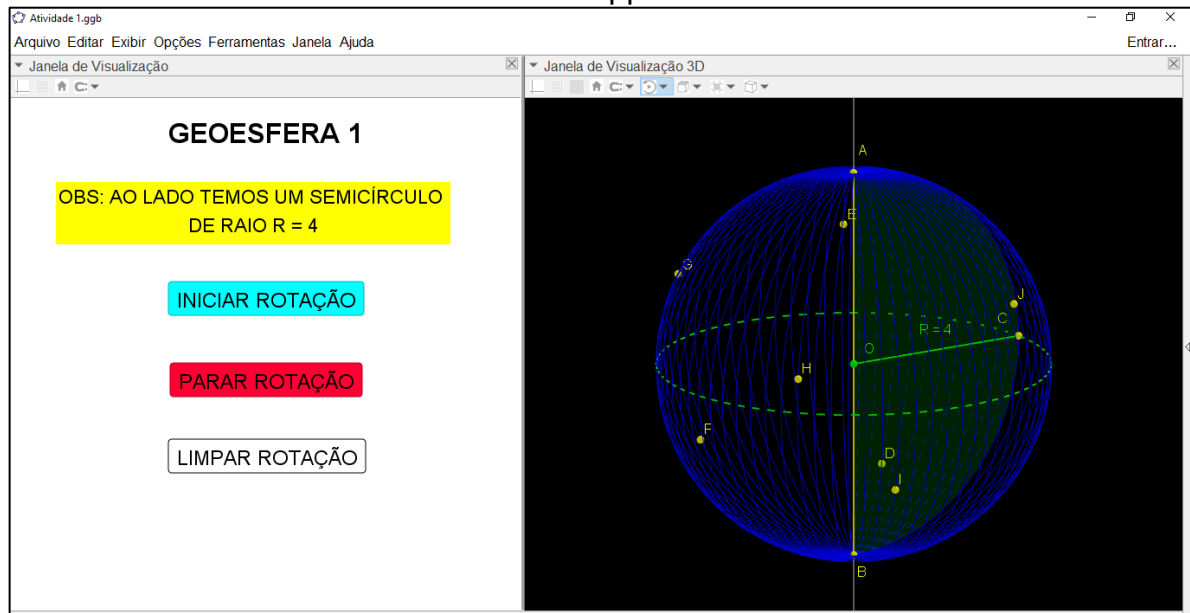 Atividade 1.ggb
Arquivo Editar Exibir Opções Ferramentas Janela Ajuda
Entrar...
Janela de Visualização
GEOESFERA 1
OBS: AO LADO TEMOS UM SEMICÍRCULO
DE RAIO R = 4
INICIAR ROTAÇÃO
PARAR ROTAÇÃO
LIMPAR ROTAÇÃO
Janela de Visualização 3D
A
E
G
J
C
R = 4
O
H
F
D
I
B